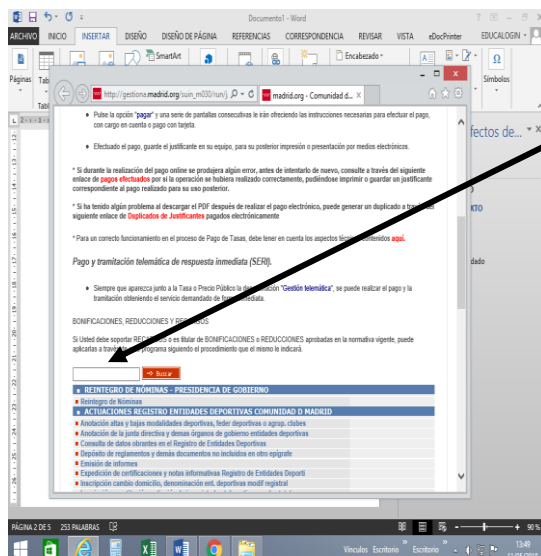 Documento1 - Word
ARCHIVO INICIO INSERTAR DISEÑO DISEÑO DE PÁGINA REFERENCIAS CORRESPONDENCIA REVISAR VISTA eDocPrinter EDUCALOGIN
SmartArt
Encabezado
Páginas
Símbolos
http://gestiona.madrid.org/suin_m030/run/j
madrid.org - Comunidad d...
fectos de...
• Pulse la opción "pagar" y una serie de pantallas consecutivas le irán ofreciendo las instrucciones necesarias para efectuar el pago,
con cargo en cuenta o pago con tarjeta.
• Efectuado el pago, guarde el justificante en su equipo, para su posterior impresión o presentación por medios electrónicos.
* Si durante la realización del pago online se produjera algún error, antes de intentarlo de nuevo, consulte a través del siguiente
enlace de pagos efectuados por si la operación se hubiera realizado correctamente, pudiéndose imprimir o guardar un justificante
correspondiente al pago realizado para su uso posterior.
* Si ha tenido algún problema al descargar el PDF después de realizar el pago electrónico, puede generar un duplicado a
siguiente enlace de Duplicados de Justificantes pagados electrónicamente
* Para un correcto funcionamiento en el proceso de Pago de Tasas, debe tener en cuenta los aspectos aquí.
Pago y tramitación telemática de respuesta inmediata (SERI).
• Siempre que aparezca junto a la Tasa o Precio Público la "Gestión telemática", se puede realizar el pago y la
tramitación obteniendo el servicio demandado de
BONIFICACIONES, REDUCCIONES Y
Si Usted debe soportar o es titular de BONIFICACIONES o REDUCCIONES aprobadas en la normativa vigente, puede
aplicarlas a programa siguiendo el procedimiento que el mismo le indicará.
Buscar
REINTEGRO DE NÓMINAS - PRESIDENCIA DE GOBIERNO
Reintegro de Nóminas
ACTUACIONES REGISTRO ENTIDADES DEPORTIVAS COMUNIDAD D MADRID
Anotación altas y bajas modalidades deportivas, feder deportivas o agrup. clubes
Anotación de la junta directiva y demas órganos de gobierno entidades deportivas
Consulta de datos obrantes en el Registro de Entidades Deportivas
Depósito de reglamentos y demás documentos no incluidos en otro epígrafe
Emisión de informes
Expedición de certificaciones y notas informativas Registro de Entidades Deporti
Inscripción cambio domicilio, denominación ent. deportivas modif registral
PÁGINA 2 DE 5 253 PALABRAS 90%
Vínculos Escritorio Escritorio 13:49